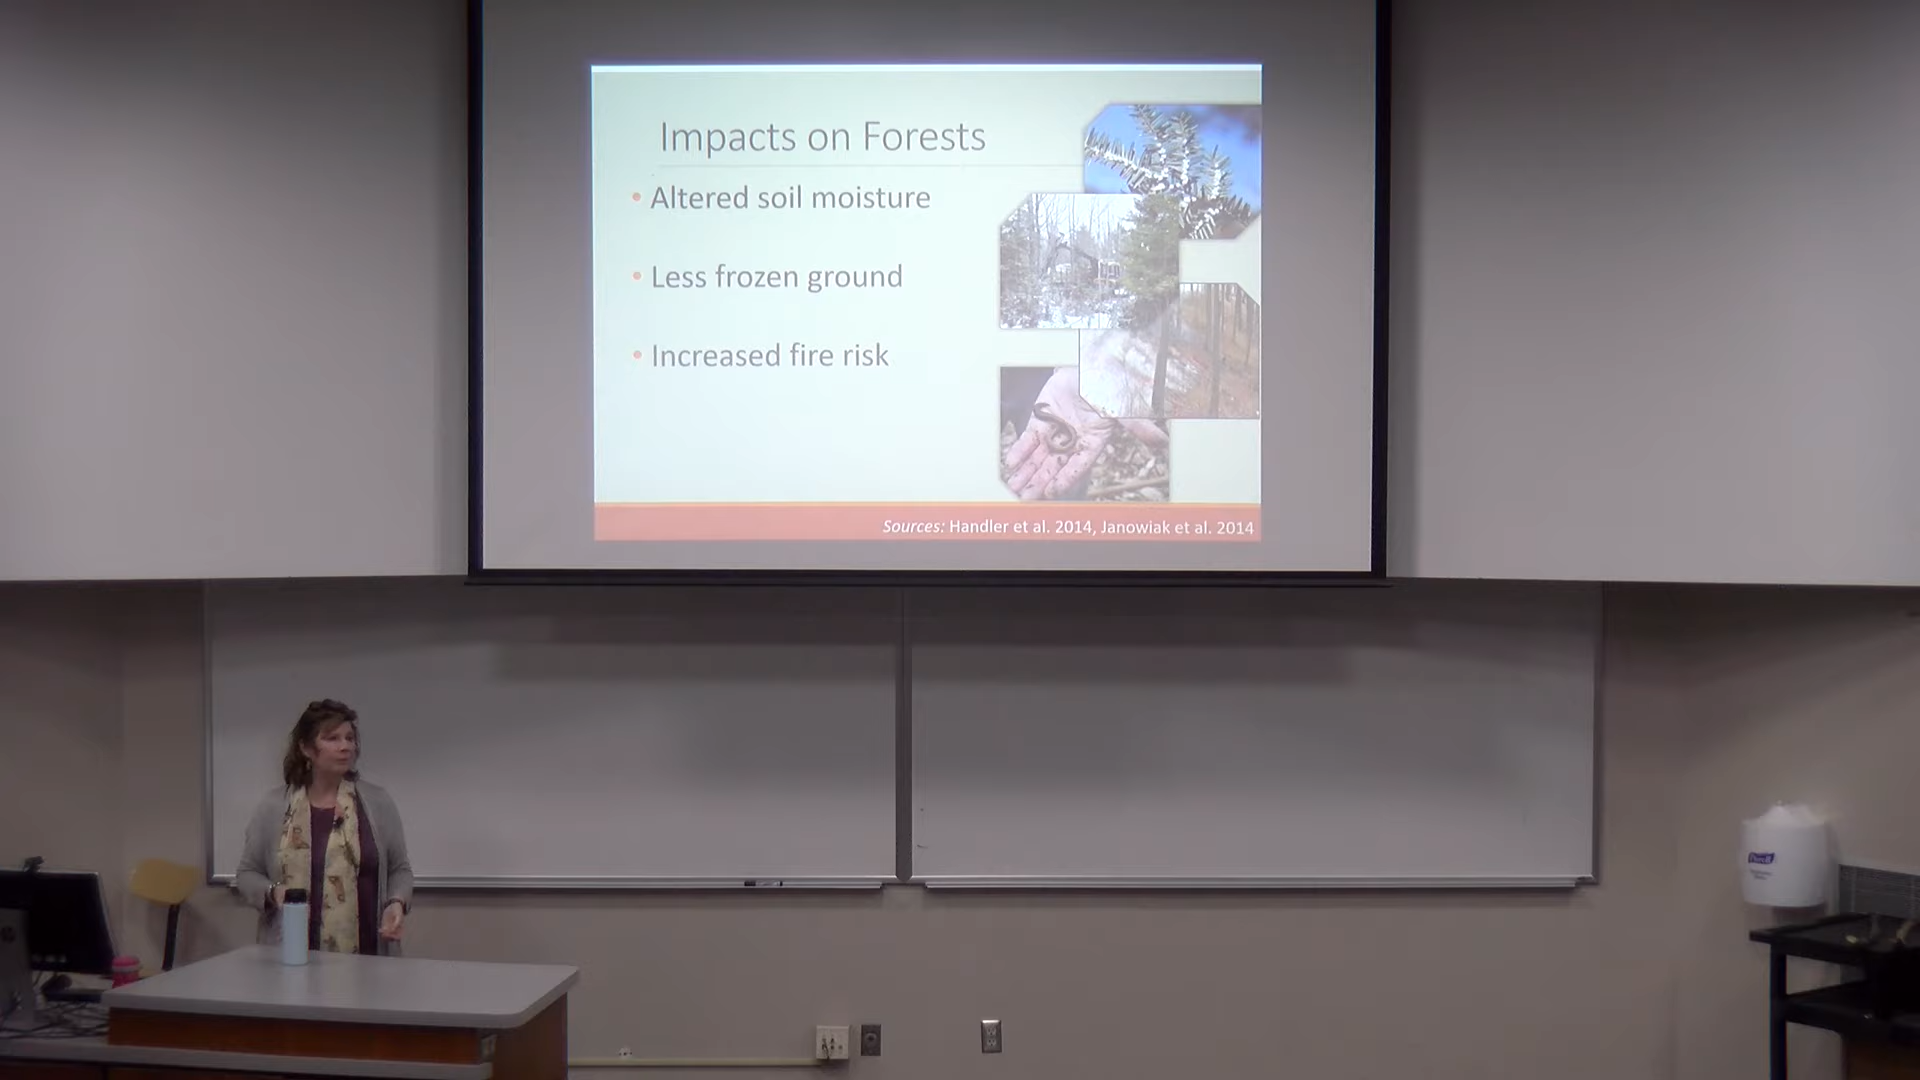 Impacts on Forests
• Altered soil moisture
• Less frozen ground
• Increased fire risk
Sources: Handler et al. 2014, Janowiak et al. 2014